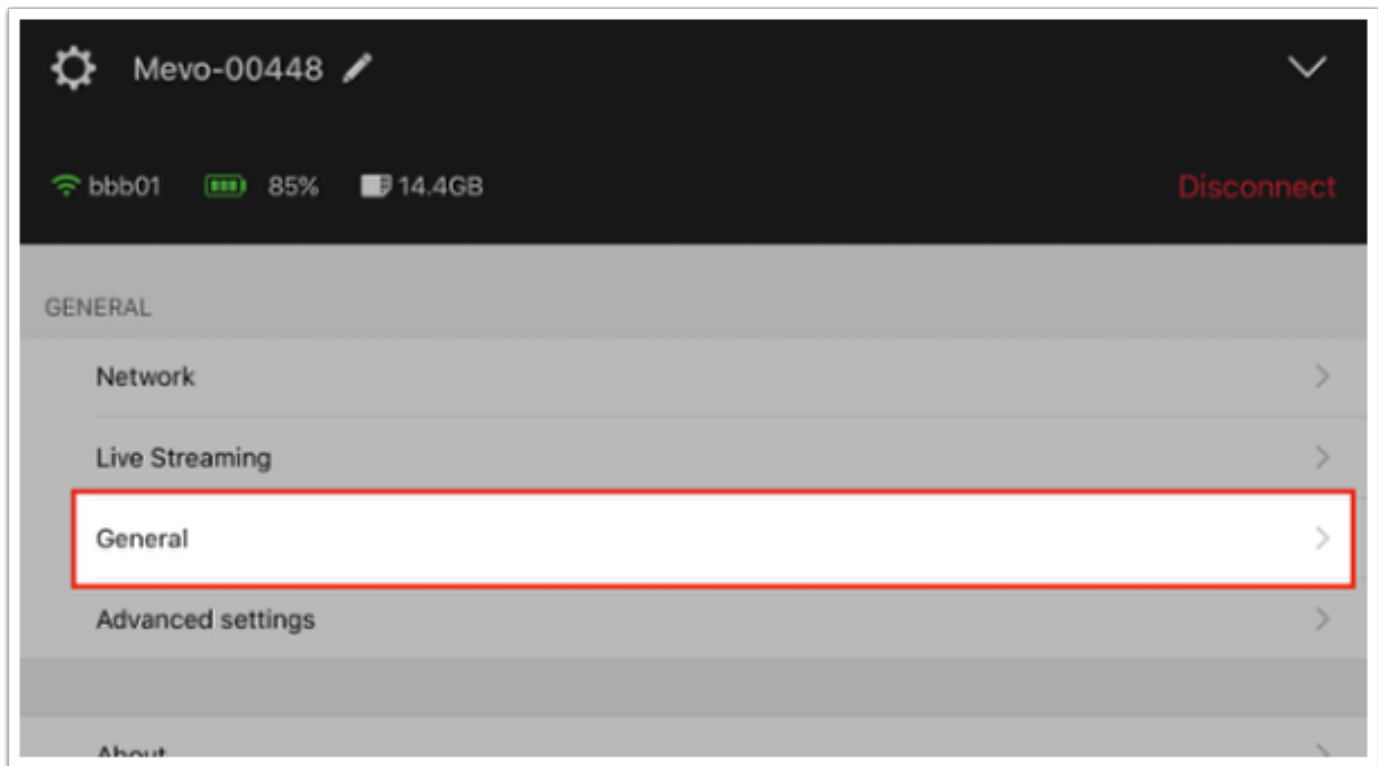 Mevo-00448
bbb01 85% 14.4GB Disconnect
GENERAL
Network
Live Streaming
General
Advanced settings
About